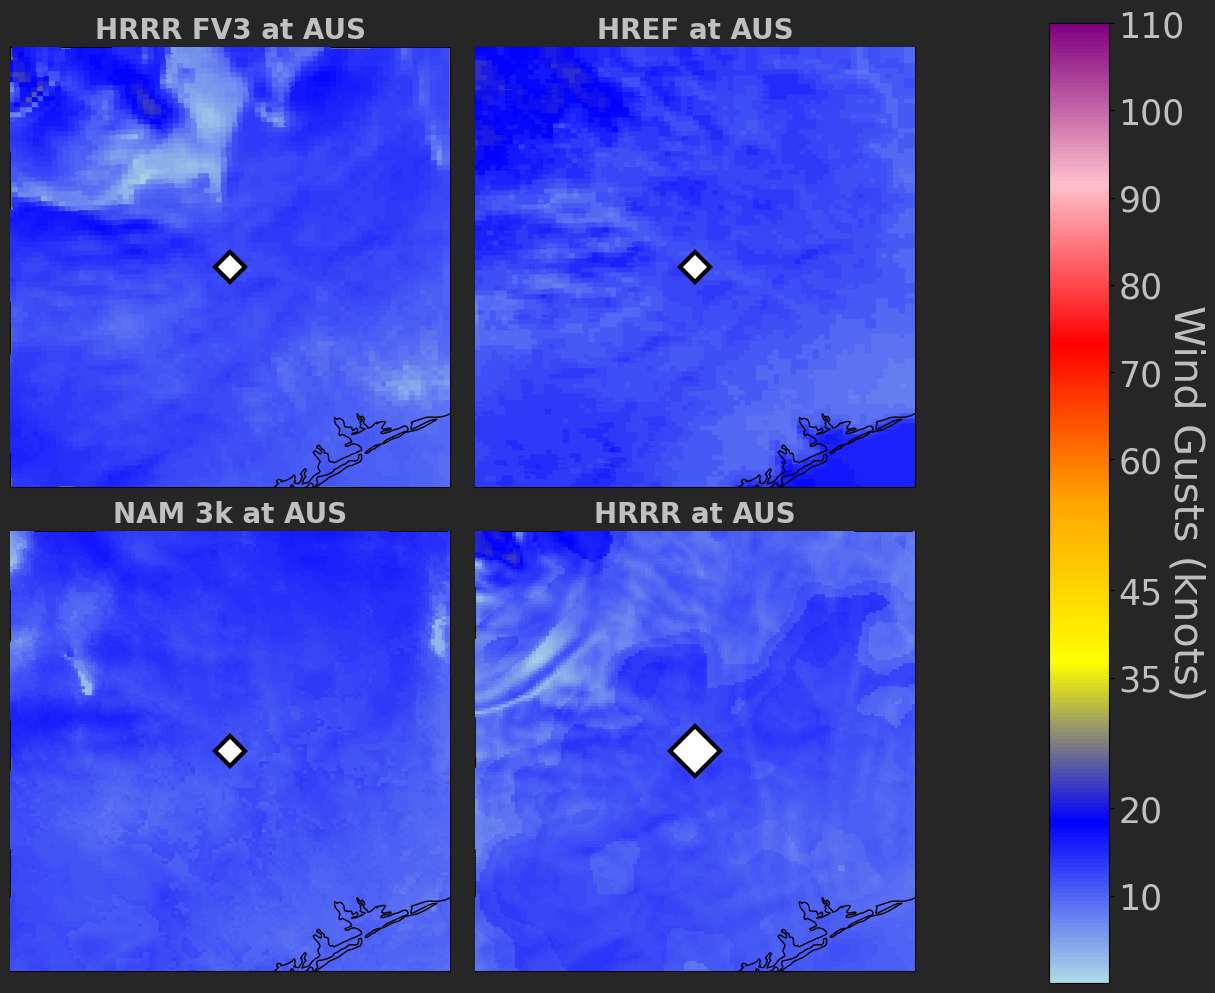 HRRR FV3 at AUS
HREF at AUS
NAM 3k at AUS
HRRR at AUS
110
100
90
80
70
60
45
35
20
10
Wind Gusts (knots)